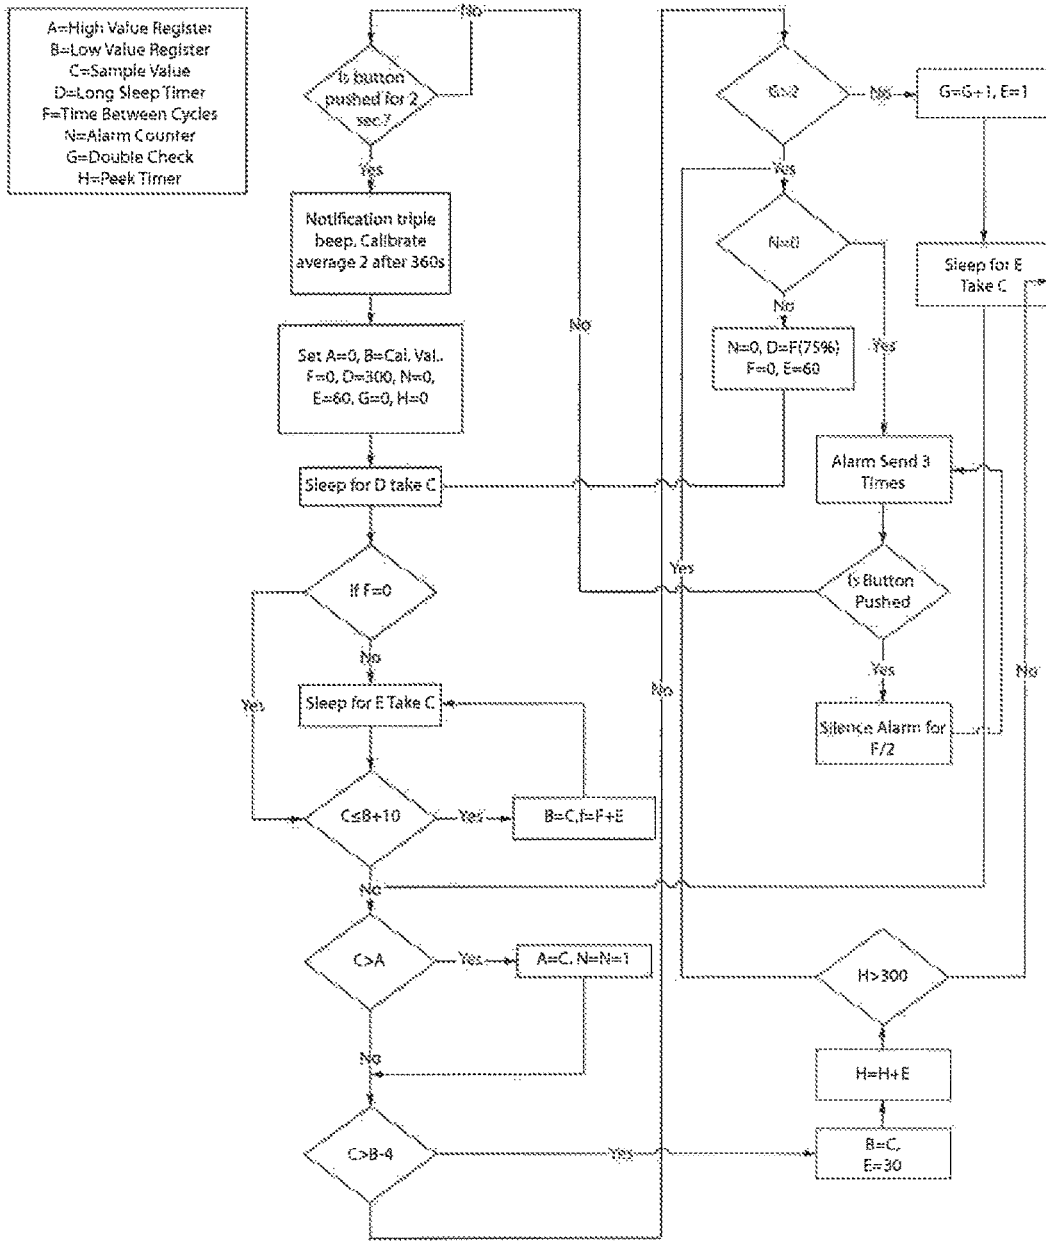 A=High Value Register
B=Low Value Register
C=Sample Value
D=Long Sleep Timer
F=Time Between Cycles
N=Alarm Counter
G=Double Check
H=Peek Timer
No
Is button
pushed for 2
sec.?
Yes
Notification triple
beep. Calibrate
average 2 after 360s
Set A=0, B=Cal. Val..
F=0, D=300, N=0,
E=60, G=0, H=0
Sleep for D take C
If F=0
No
Yes
Sleep for E Take C
C≤B+10
Yes
B=C,f=F+E
No
C>A
Yes
A=C, N=N=1
No
C>B-4
Yes
No
No
G>2
No
G=G+1, E=1
Yes
N=0
Sleep for E
Take C
No
Yes
N=0, D=F(75%)
F=0, E=60
Alarm Send 3
Times
Is Button
Pushed
Yes
Yes
No
Silence Alarm for
F/2
H>300
H=H+E
B=C,
E=30